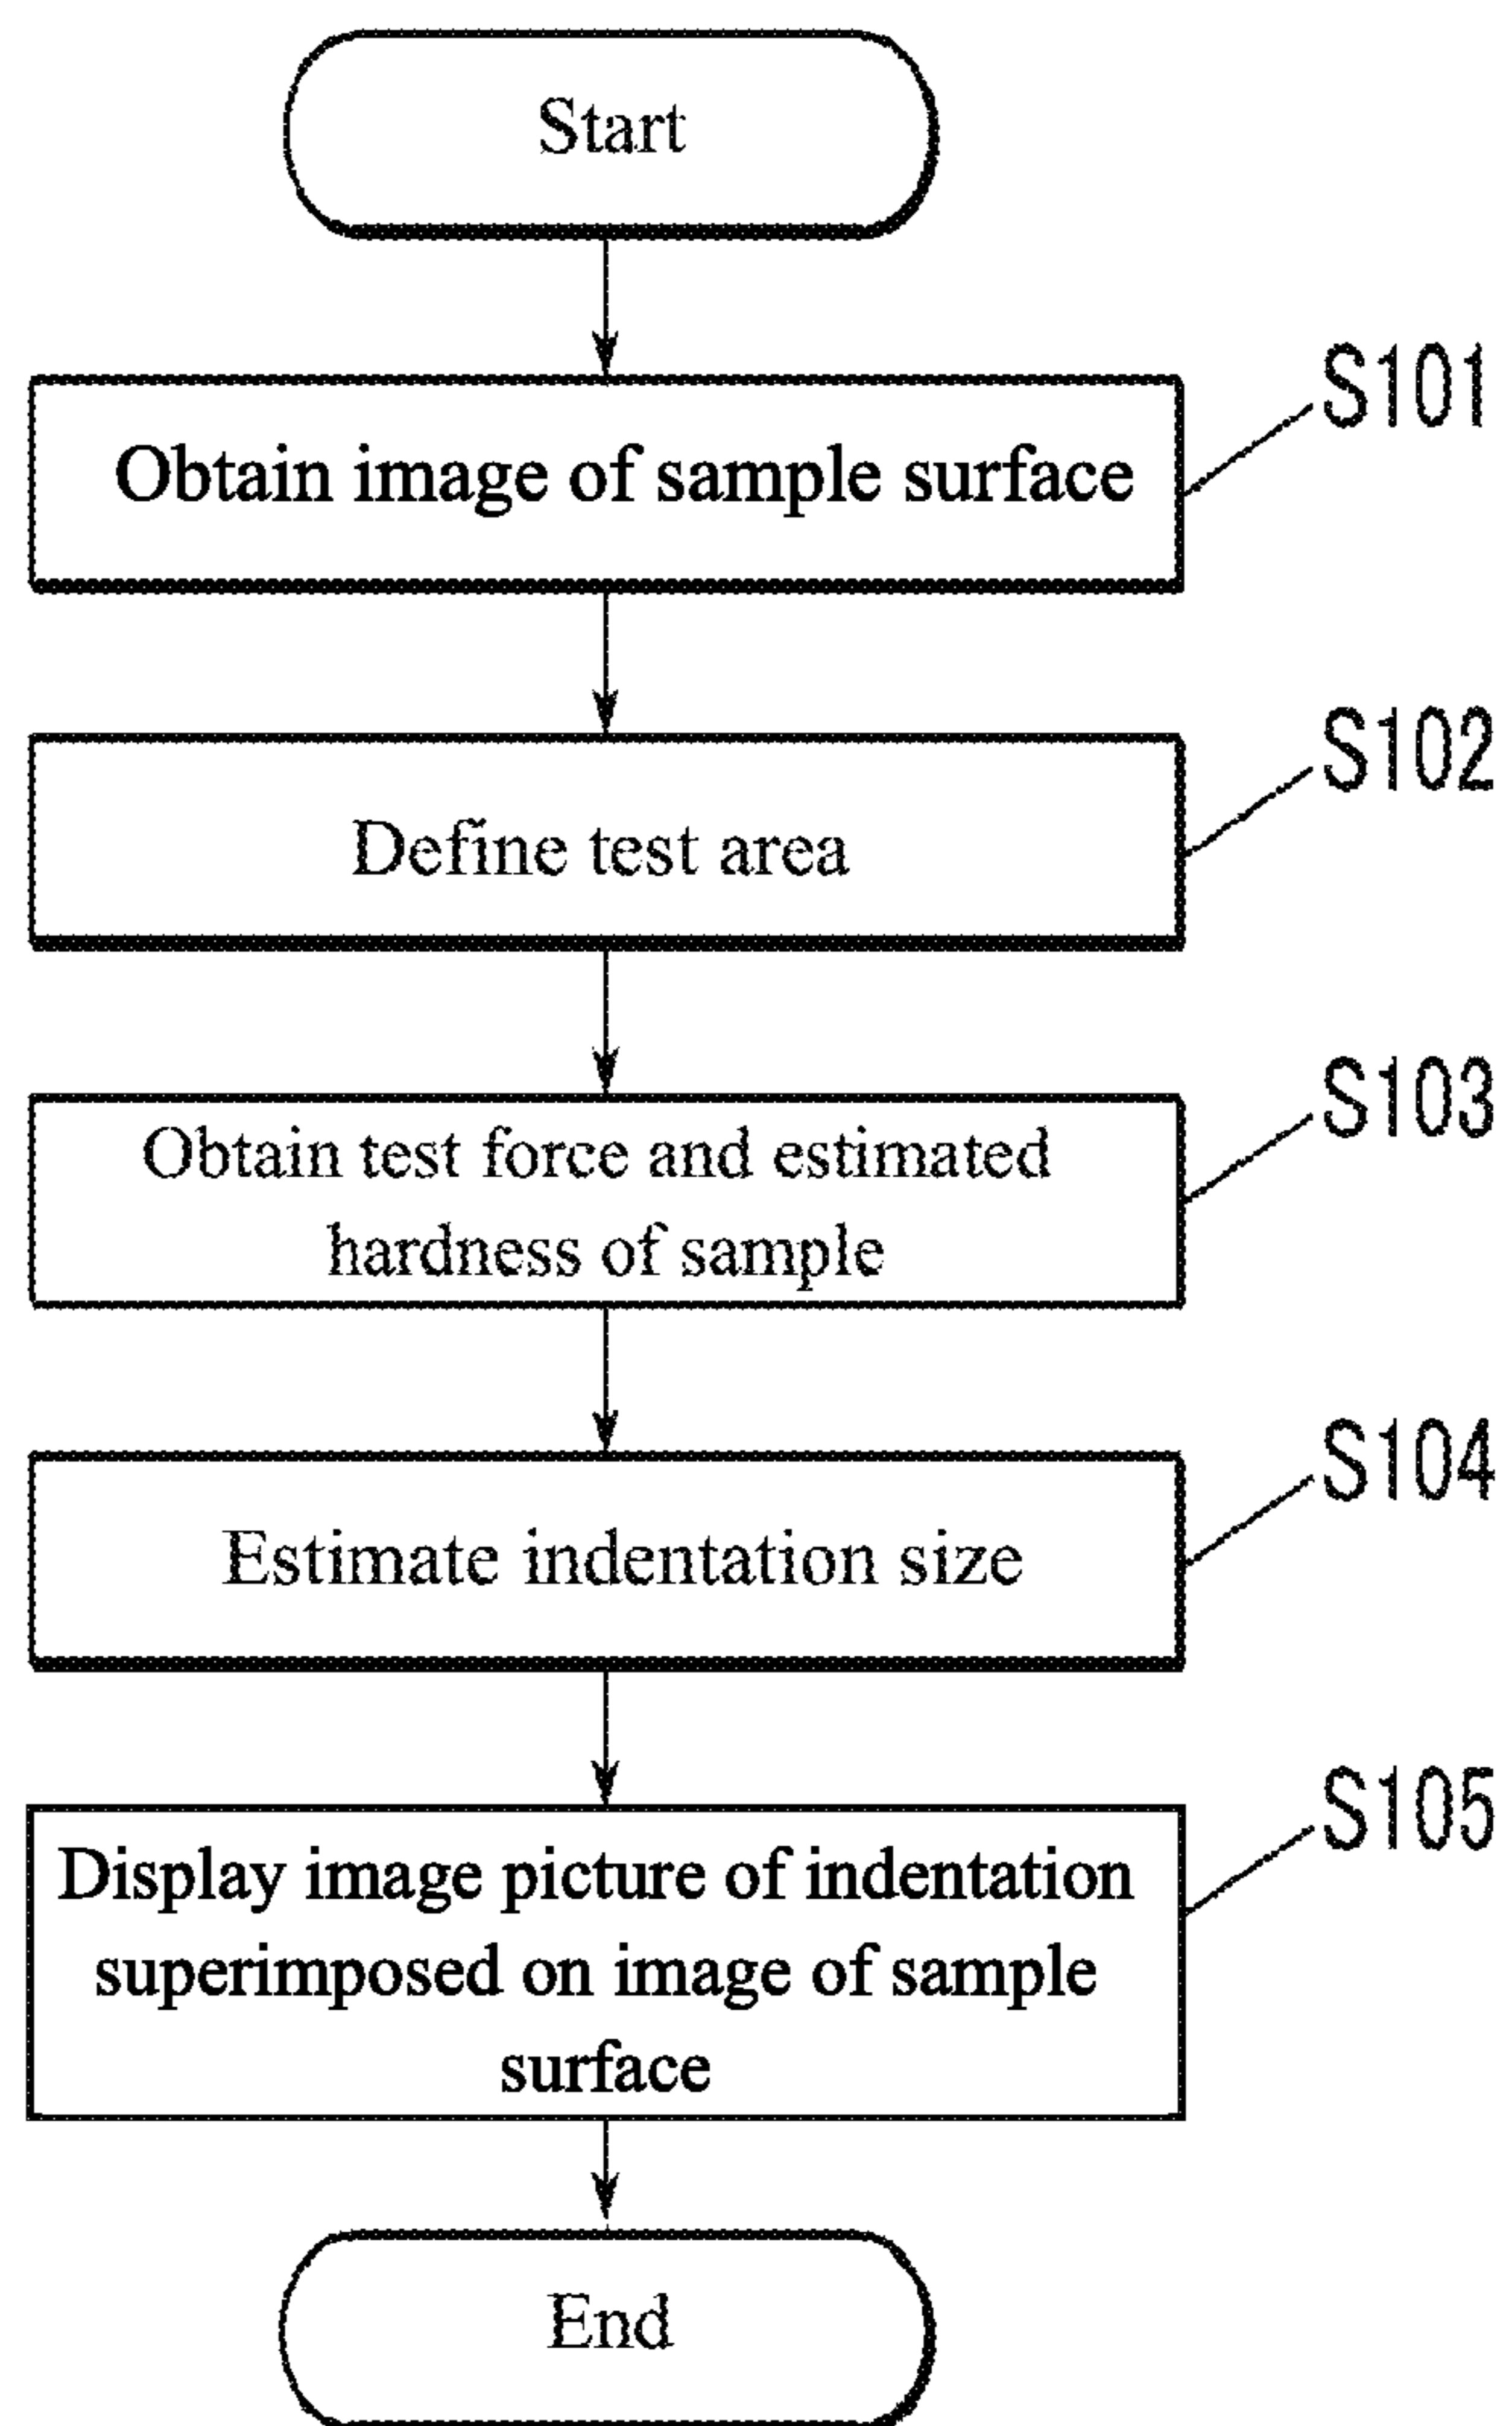 Start
S101
Obtain image of sample surface
S102
Define test area
S103
Obtain test force and estimated
hardness of sample
S104
Estimate indentation size
S105
Display image picture of indentation
superimposed on image of sample
surface
End